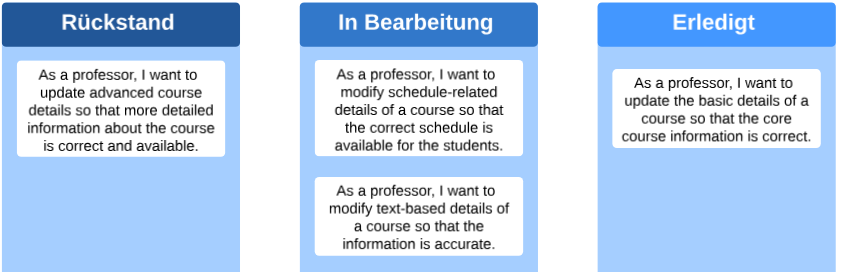 Rückstand
As a professor, I want to
update advanced course
details so that more detailed
information about the course
is correct and available.
In Bearbeitung
As a professor, I want to
modify schedule-related
details of a course so that
the correct schedule is
available for the students.
As a professor, I want to
modify text-based details of
a course so that the
information is accurate.
Erledigt
As a professor, I want to
update the basic details of a
course so that the core
course information is correct.